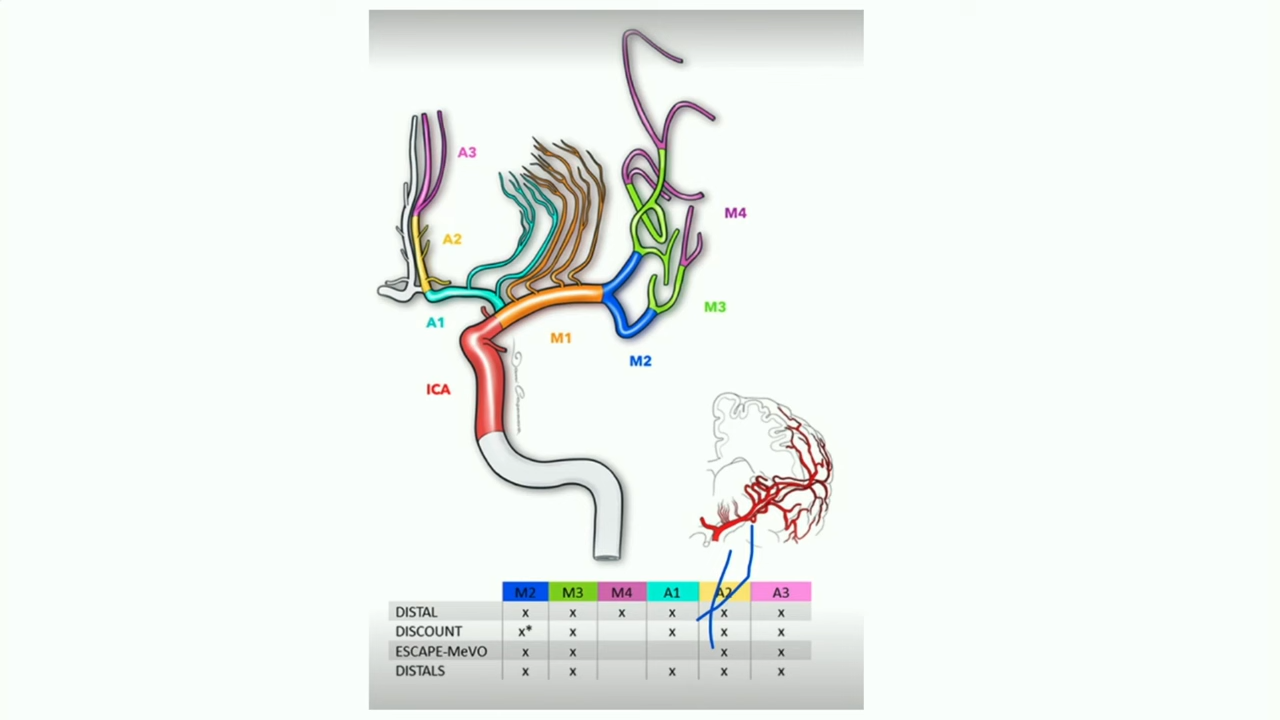 A3
M4
A2
M3
A1
M1
M2
ICA
M2 M3 M4 A1 A2 A3
DISTAL x x x x x x
DISCOUNT x* x x x x
ESCAPE-MeVO x x x x
DISTALS x x x x x